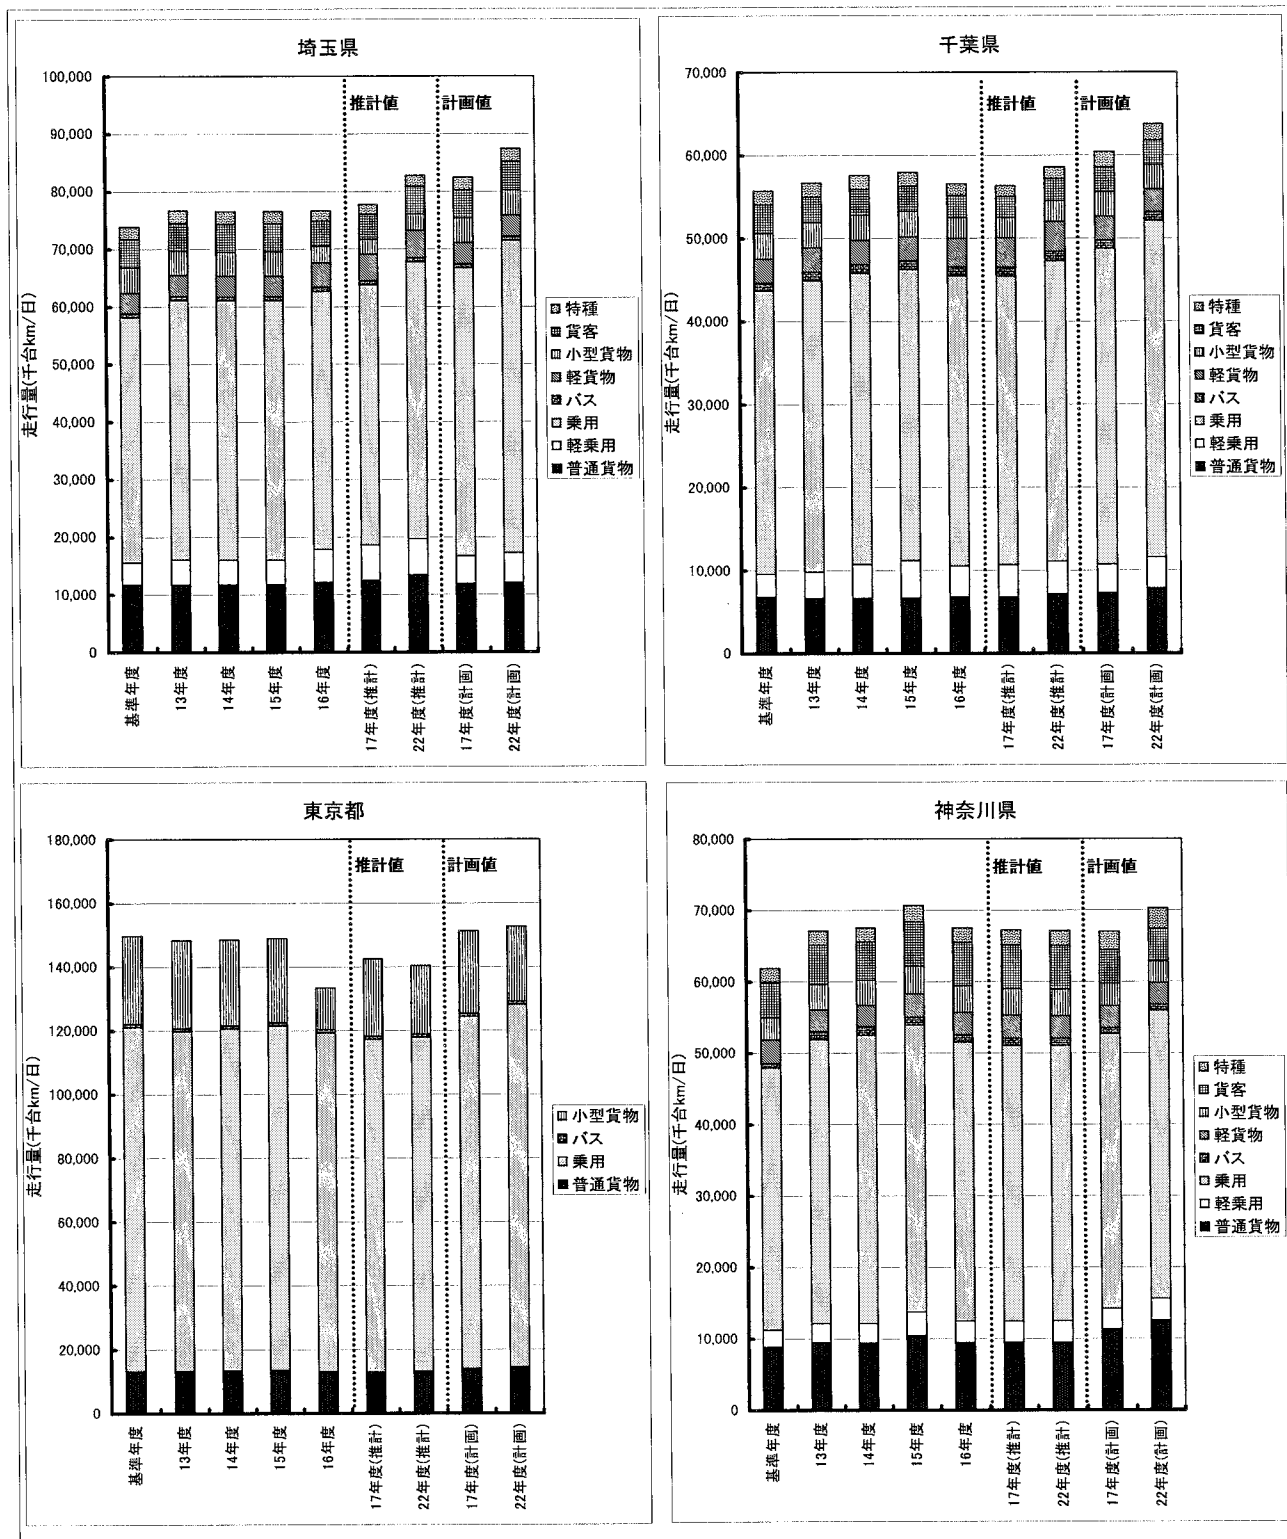 埼玉県
100,000
90,000
80,000
70,000
60,000
50,000
40,000
30,000
20,000
10,000
0
走行量(千台km/日)
推計値
計画値
特種
貨客
小型貨物
軽貨物
バス
乗用
軽乗用
普通貨物
基準年度
13年度
14年度
15年度
16年度
17年度(推計)
22年度(推計)
17年度(計画)
22年度(計画)
千葉県
70,000
60,000
50,000
40,000
30,000
20,000
10,000
0
走行量(千台km/日)
推計値
計画値
特種
貨客
小型貨物
軽貨物
バス
乗用
軽乗用
普通貨物
基準年度
13年度
14年度
15年度
16年度
17年度(推計)
22年度(推計)
17年度(計画)
22年度(計画)
東京都
180,000
160,000
140,000
120,000
100,000
80,000
60,000
40,000
20,000
0
走行量(千台km/日)
推計値
計画値
小型貨物
バス
乗用
普通貨物
基準年度
13年度
14年度
15年度
16年度
17年度(推計)
22年度(推計)
17年度(計画)
22年度(計画)
神奈川県
80,000
70,000
60,000
50,000
40,000
30,000
20,000
10,000
0
走行量(千台km/日)
推計値
計画値
特種
貨客
小型貨物
軽貨物
バス
乗用
軽乗用
普通貨物
基準年度
13年度
14年度
15年度
16年度
17年度(推計)
22年度(推計)
17年度(計画)
22年度(計画)